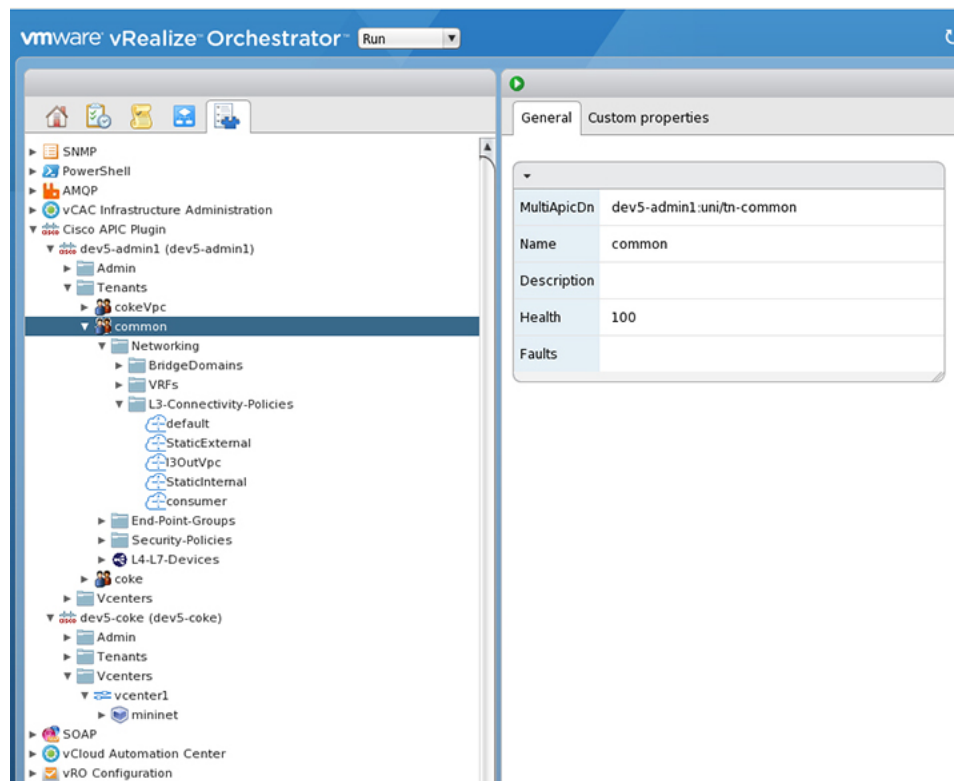 vmware vRealize™ Orchestrator™ Run
SNMP
PowerShell
AMQP
vCAC Infrastructure Administration
Cisco APIC Plugin
dev5-admin1 (dev5-admin1)
Admin
Tenants
cokeVpc
common
Networking
BridgeDomains
VRFs
L3-Connectivity-Policies
default
StaticExternal
l3OutVpc
StaticInternal
consumer
End-Point-Groups
Security-Policies
L4-L7-Devices
coke
Vcenters
dev5-coke (dev5-coke)
Admin
Tenants
Vcenters
vcenter1
mininet
SOAP
vCloud Automation Center
vRO Configuration
General Custom properties
MultiApicDn dev5-admin1:uni/tn-common
Name common
Description
Health 100
Faults